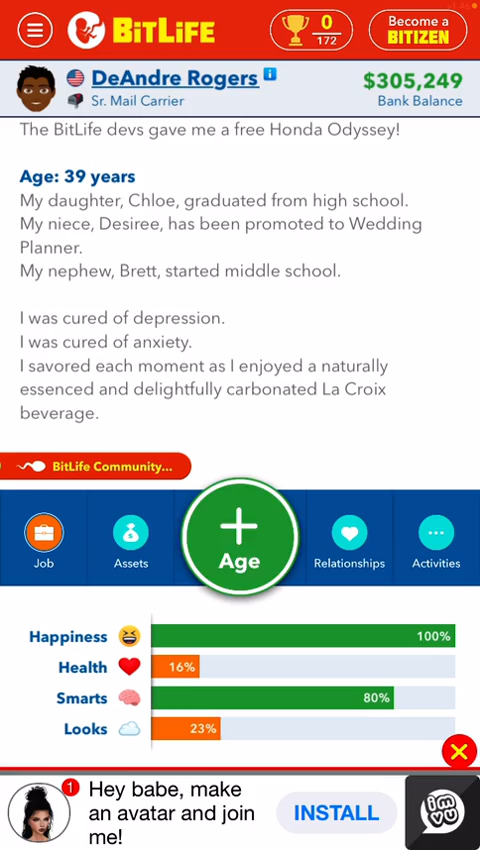 BITLIFE
0
172
Become a
BITIZEN
DeAndre Rogers
$305,249
Sr. Mail Carrier
Bank Balance
The BitLife devs gave me a free Honda Odyssey!
Age: 39 years
My daughter, Chloe, graduated from high school.
My niece, Desiree, has been promoted to Wedding
Planner.
My nephew, Brett, started middle school.
I was cured of depression.
I was cured of anxiety.
I savored each moment as I enjoyed a naturally
essenced and delightfully carbonated La Croix
beverage.
BitLife Community...
Job
Assets
Age
Relationships
Activities
Happiness
100%
Health
16%
Smarts
80%
Looks
23%
1
Hey babe, make
an avatar and join
me!
INSTALL
imvu